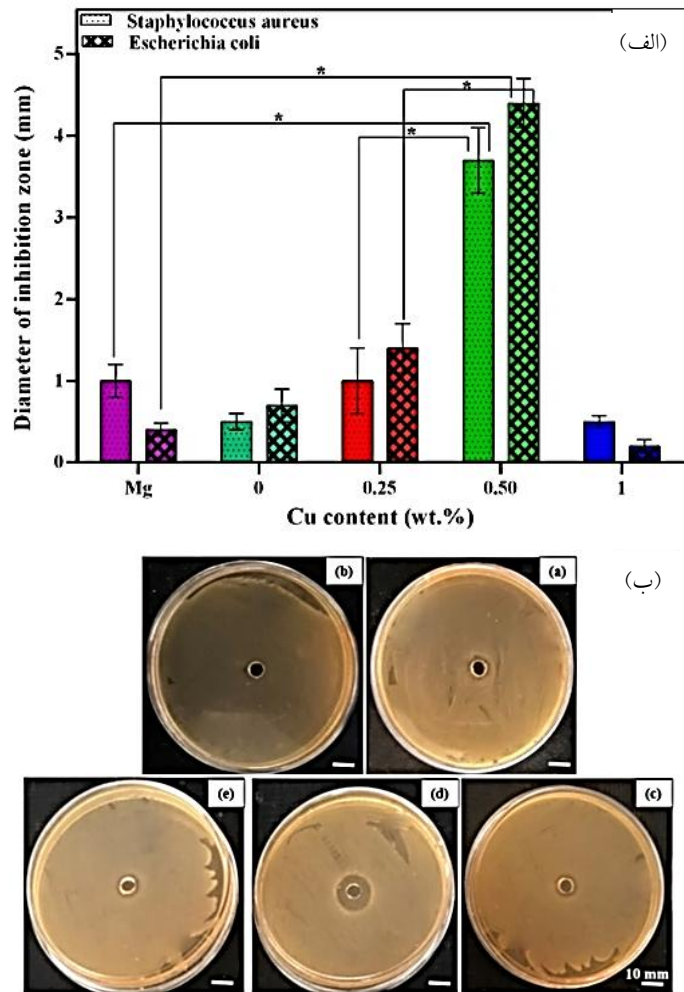 Staphylococcus aureus
Escherichia coli
(الف)
Diameter of inhibition zone (mm)
5
4
3
2
1
0
*
*
*
*
Mg
0
0.25
0.50
1
Cu content (wt.%)
(ب)
(b)
(a)
(e)
(d)
(c)
10 mm